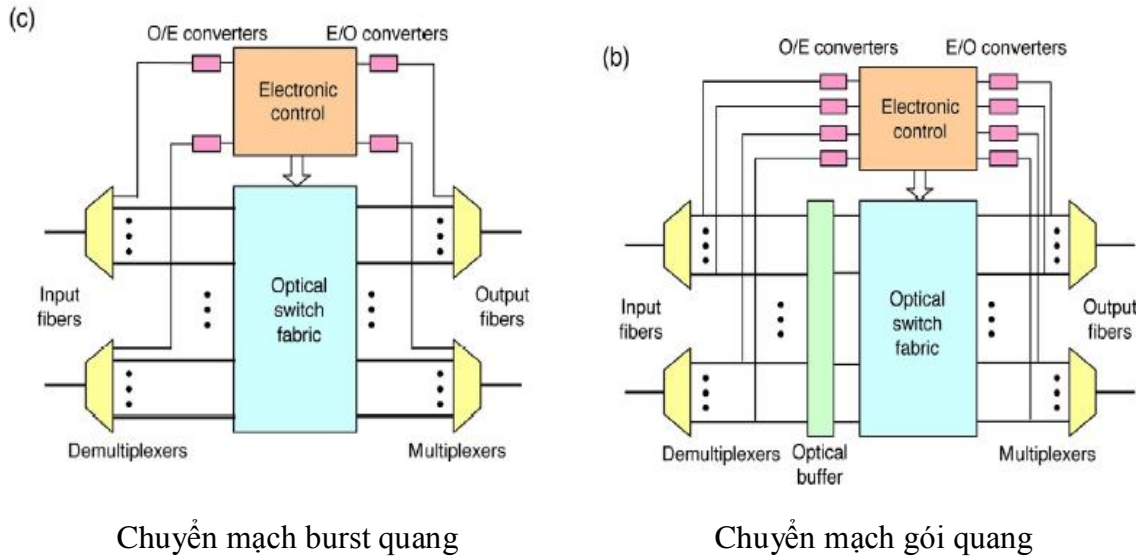 (c)
O/E converters
E/O converters
Electronic
control
Input
fibers
Optical
switch
fabric
Output
fibers
Demultiplexers
Multiplexers
Chuyển mạch burst quang
(b)
O/E converters
E/O converters
Electronic
control
Input
fibers
Optical
switch
fabric
Output
fibers
Demultiplexers
Optical
buffer
Multiplexers
Chuyển mạch gói quang